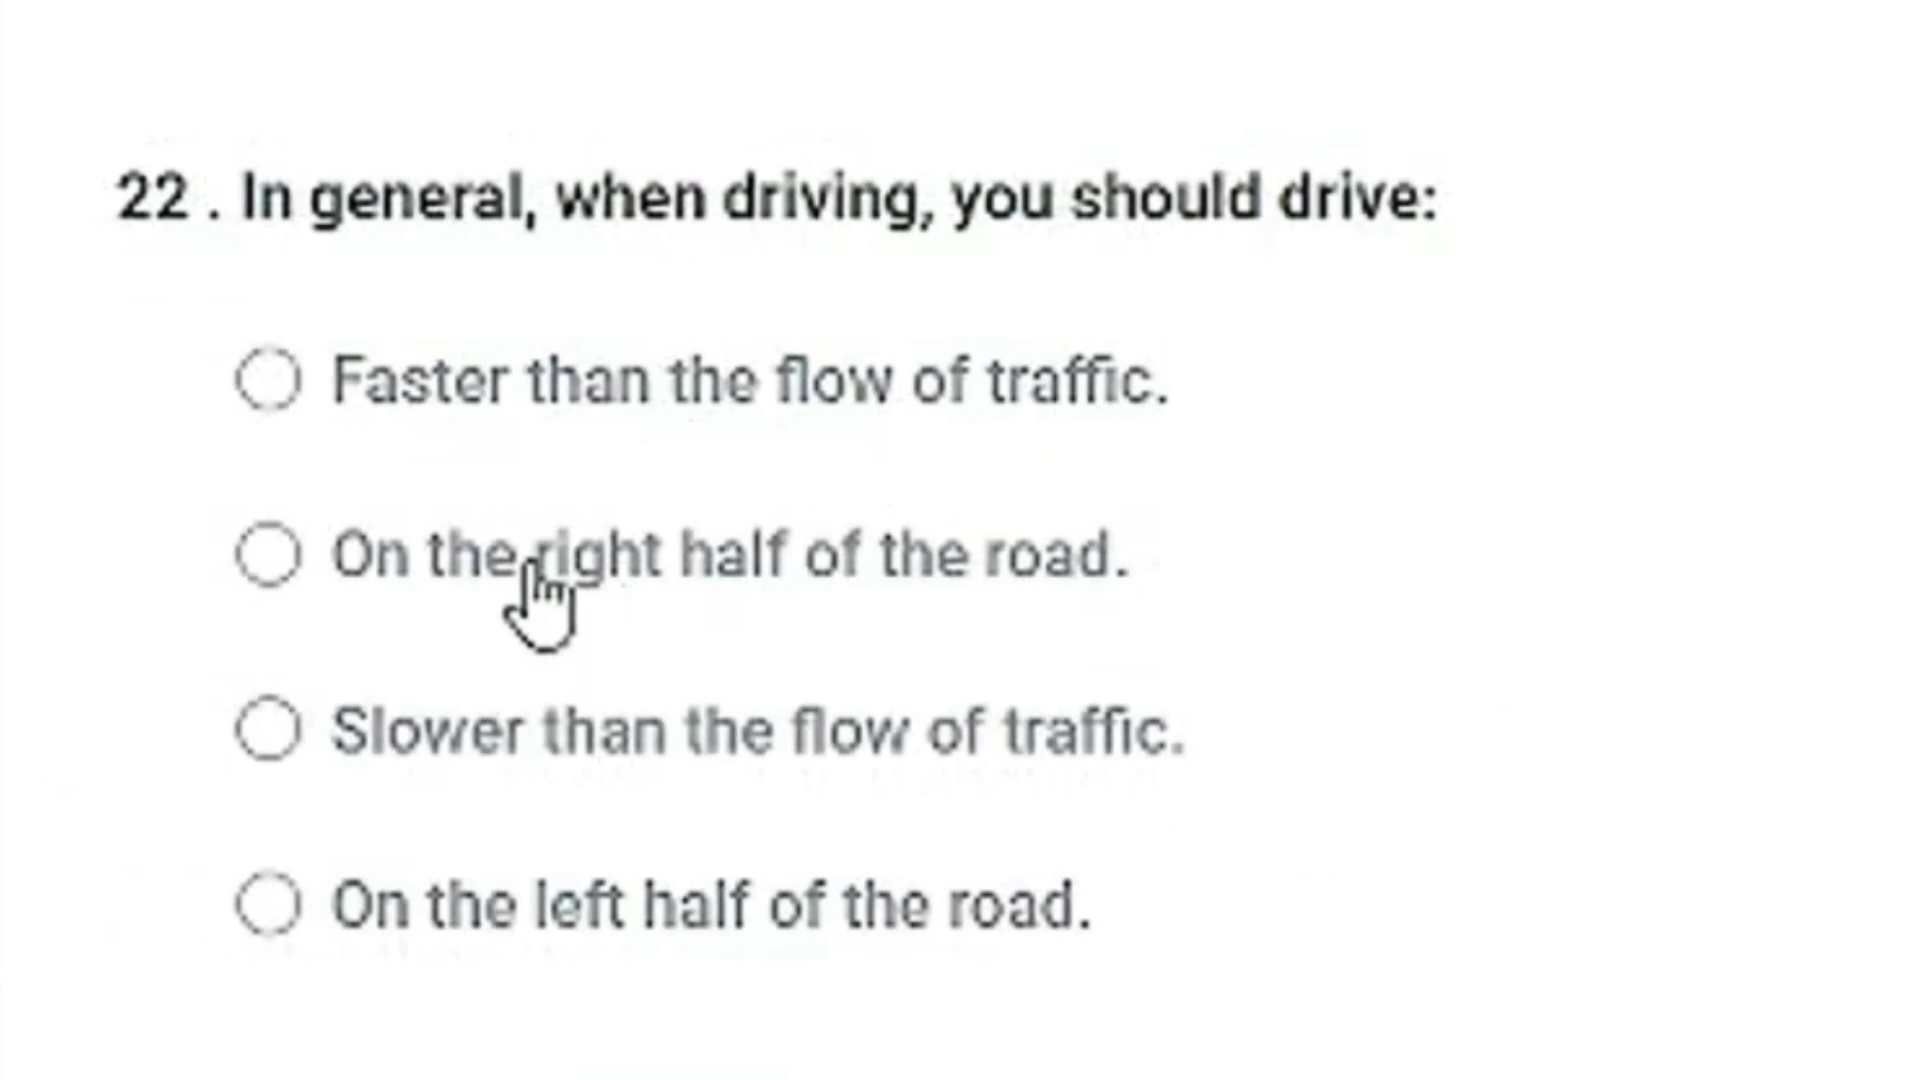 22 . In general, when driving, you should drive:
Faster than the flow of traffic.
On the right half of the road.
Slower than the flow of traffic.
On the left half of the road.